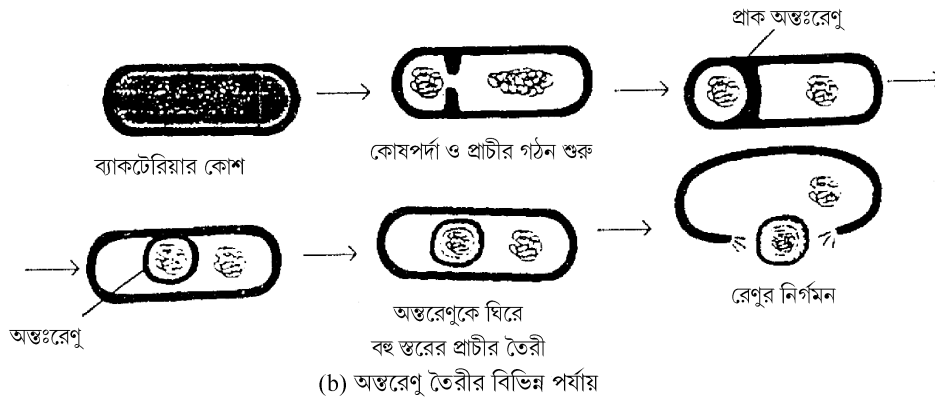 প্রাক অন্তঃরেণু
ব্যাকটেরিয়ার কোশ
কোষপর্দা ও প্রাচীর গঠন শুরু
অন্তঃরেণু
অন্তরেণুকে ঘিরে
বহু স্তরের প্রাচীর তৈরী
রেণুর নির্গমন
(b) অন্তরেণু তৈরীর বিভিন্ন পর্যায়